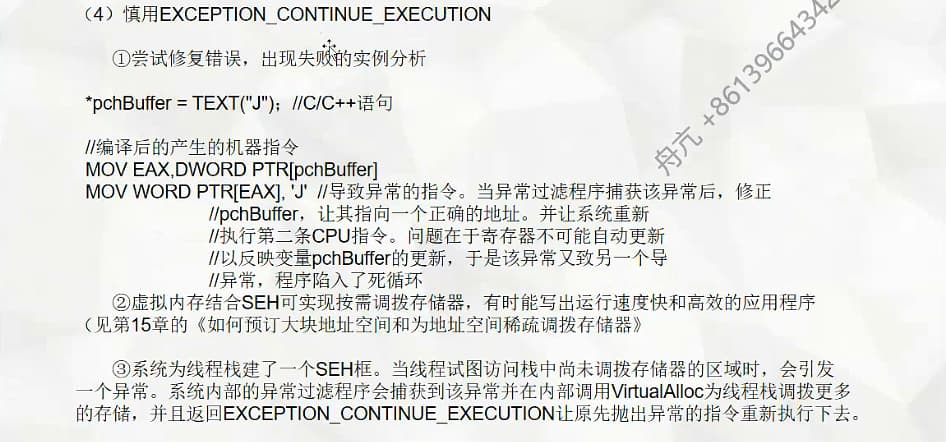 （4）慎用EXCEPTION_CONTINUE_EXECUTION
①尝试修复错误，出现失败的实例分析
*pchBuffer = TEXT("J"); //C/C++语句
//编译后的产生的机器指令
MOV EAX,DWORD PTR[pchBuffer]
MOV WORD PTR[EAX], 'J' //导致异常的指令。当异常过滤程序捕获该异常后，修正
//pchBuffer，让其指向一个正确的地址。并让系统重新
//执行第二条CPU指令。问题在于寄存器不可能自动更新
//以反映变量pchBuffer的更新，于是该异常又致另一个导
//异常，程序陷入了死循环
②虚拟内存结合SEH可实现按需调拨存储器，有时能写出运行速度快和高效的应用程序
（见第15章的《如何预订大块地址空间和为地址空间稀疏调拨存储器》
③系统为线程栈建了一个SEH框。当线程试图访问栈中尚未调拨存储器的区域时，会引发
一个异常。系统内部的异常过滤程序会捕获到该异常并在内部调用VirtualAlloc为线程栈调拨更多
的存储，并且返回EXCEPTION_CONTINUE_EXECUTION让原先抛出异常的指令重新执行下去。
舟亢 +86139664342